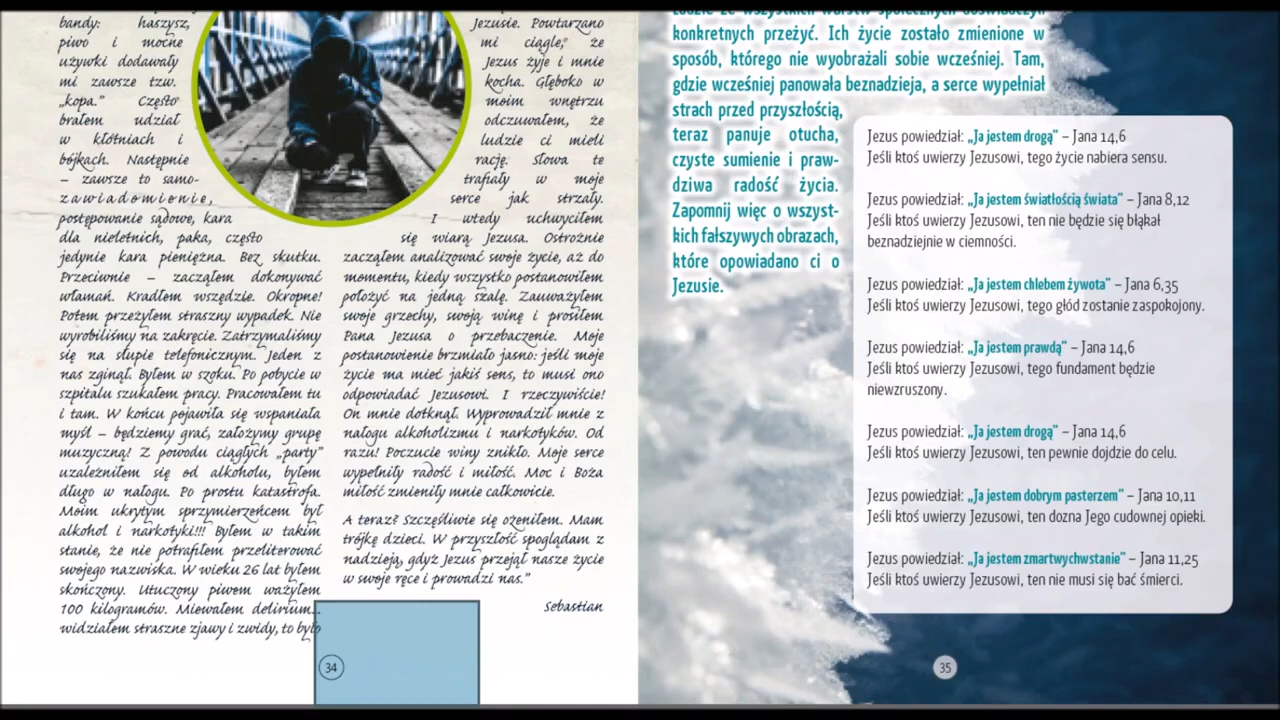 bandy: haszysz,
piwo i mocne
używki dodawały
mi zawsze tzw.
„kopa.” Często
brałem udział
w kłótniach i
bójkach. Następnie
– zawsze to samo-
zawiadomienie,
postępowanie sądowe, kara
dla nieletnich, paka, często
jedynie kara pieniężna. Bez skutku.
Przeciwnie – zacząłem dokonywać
włamań. Kradłem wszędzie. Okropne!
Potem przeżyłem straszny wypadek. Nie
wyrobiliśmy na zakręcie. Zatrzymaliśmy
się na słupie telefonicznym. Jeden z
nas zginął. Byłem w szoku. Po pobycie w
szpitalu szukałem pracy. Pracowałem tu
i tam. W końcu pojawiła się wspaniała
myśl – będziemy grać, założymy grupę
muzyczną! Z powodu ciągłych „party”
uzależniłem się od alkoholu, byłem
długo w nałogu. Po prostu katastrofa.
Moim ukrytym sprzymierzeńcem był
alkohol i narkotyki!!! Byłem w takim
stanie, że nie potrafiłem przeliterować
swojego nazwiska. W wieku 26 lat byłem
skończony. Utuczony piwem ważyłem
100 kilogramów. Miewałem delirium...
widziałem straszne zjawy i zwidy, to było
34
Jezusie. Powtarzano
mi ciągle,” że
Jezus żyje i mnie
kocha. Głęboko w
moim wnętrzu
odczuwałem, że
ludzie ci mieli
rację. Słowa te
trafiały w moje
serce jak strzały.
I wtedy uchwyciłem
się wiarą Jezusa. Ostrożnie
zacząłem analizować swoje życie, aż do
momentu, kiedy wszystko postanowiłem
położyć na jedną szalę. Zauważyłem
swoje grzechy, swoją winę i prosiłem
Pana Jezusa o przebaczenie. Moje
postanowienie brzmiało jasno: jeśli moje
życie ma mieć jakiś sens, to musi ono
odpowiadać Jezusowi. I rzeczywiście!
On mnie dotknął. Wyprowadził mnie z
nałogu alkoholizmu i narkotyków. Od
razu! Poczucie winy znikło. Moje serce
wypełniły radość i miłość. Moc i Boża
miłość zmieniły mnie całkowicie.
A teraz? Szczęśliwie się ożeniłem. Mam
trójkę dzieci. W przyszłość spoglądam z
nadzieją, gdyż Jezus przejął nasze życie
w swoje ręce i prowadzi nas.”
Sebastian
Ludzie ze wszystkich warstw społecznych doświadczyli
konkretnych przeżyć. Ich życie zostało zmienione w
sposób, którego nie wyobrażali sobie wcześniej. Tam,
gdzie wcześniej panowała beznadzieja, a serce wypełniał
strach przed przyszłością,
teraz panuje otucha,
czyste sumienie i praw-
dziwa radość życia.
Zapomnij więc o wszyst-
kich fałszywych obrazach,
które opowiadano ci o
Jezusie.
Jezus powiedział: „Ja jestem drogą” – Jana 14,6
Jeśli ktoś uwierzy Jezusowi, tego życie nabiera sensu.
Jezus powiedział: „Ja jestem światłością świata” – Jana 8,12
Jeśli ktoś uwierzy Jezusowi, ten nie będzie się błąkał
beznadziejnie w ciemności.
Jezus powiedział: „Ja jestem chlebem żywota” – Jana 6,35
Jeśli ktoś uwierzy Jezusowi, tego głód zostanie zaspokojony.
Jezus powiedział: „Ja jestem prawdą” – Jana 14,6
Jeśli ktoś uwierzy Jezusowi, tego fundament będzie
niewzruszony.
Jezus powiedział: „Ja jestem drogą” – Jana 14,6
Jeśli ktoś uwierzy Jezusowi, ten pewnie dojdzie do celu.
Jezus powiedział: „Ja jestem dobrym pasterzem” – Jana 10,11
Jeśli ktoś uwierzy Jezusowi, ten dozna Jego cudownej opieki.
Jezus powiedział: „Ja jestem zmartwychwstanie” – Jana 11,25
Jeśli ktoś uwierzy Jezusowi, ten nie musi się bać śmierci.
35